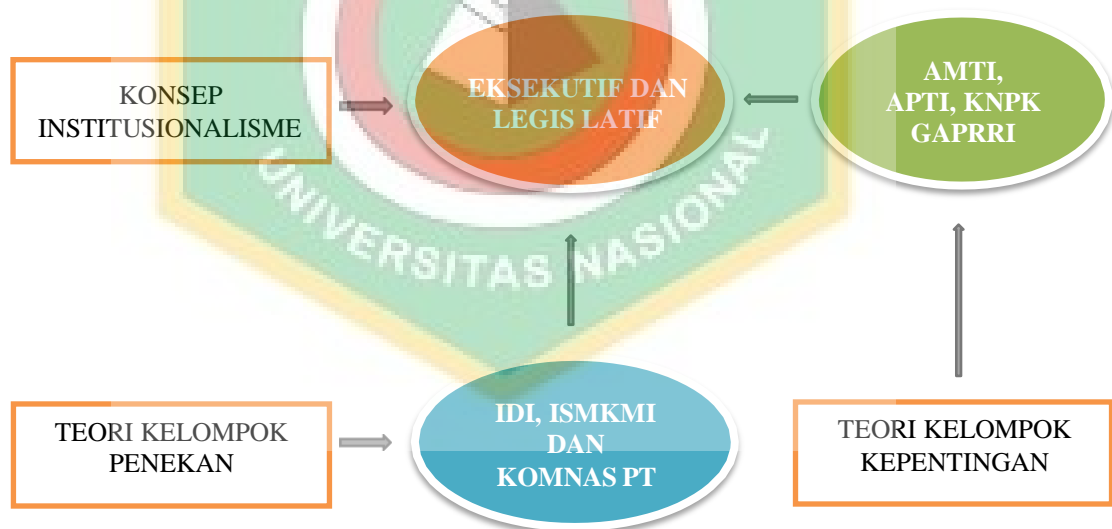 KONSEP
INSTITUSIONALISME
EKSEKUTIF DAN
LEGIS LATIF
AMTI,
APTI, KNPK
GAPRRI
UNIVERSITAS NASIONAL
TEORI KELOMPOK
PENEKAN
IDI, ISMKMI
DAN
KOMNAS PT
TEORI KELOMPOK
KEPENTINGAN